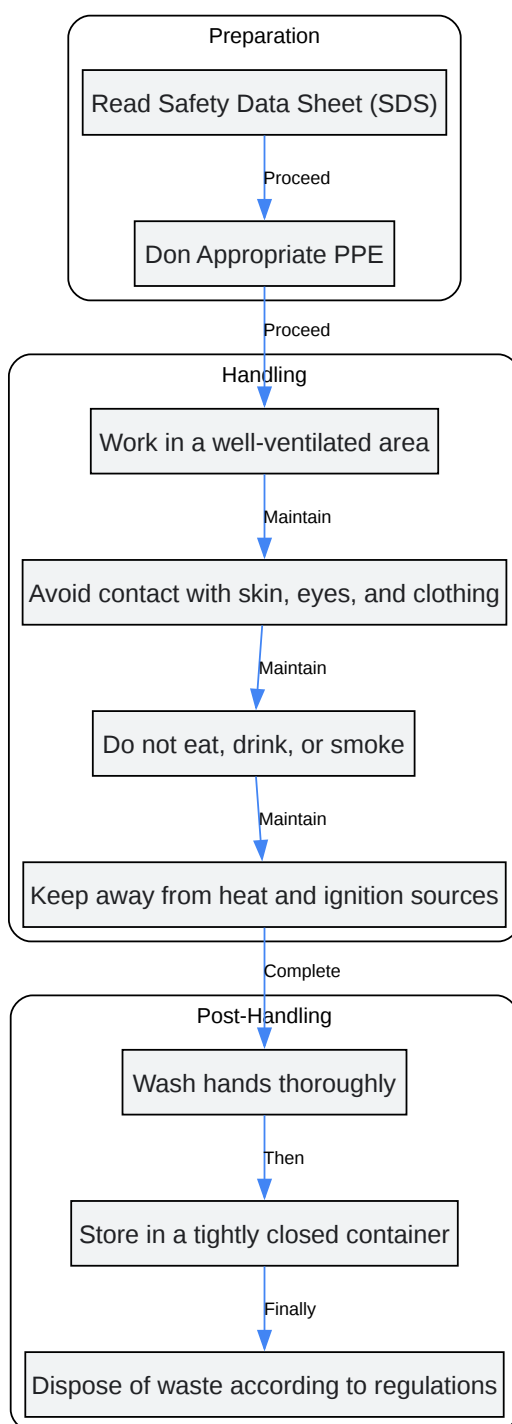 Preparation
Read Safety Data Sheet (SDS)
Proceed
Don Appropriate PPE
Proceed
Handling
Work in a well-ventilated area
Maintain
Avoid contact with skin, eyes, and clothing
Maintain
Do not eat, drink, or smoke
Maintain
Keep away from heat and ignition sources
Complete
Post-Handling
Wash hands thoroughly
Then
Store in a tightly closed container
Finally
Dispose of waste according to regulations